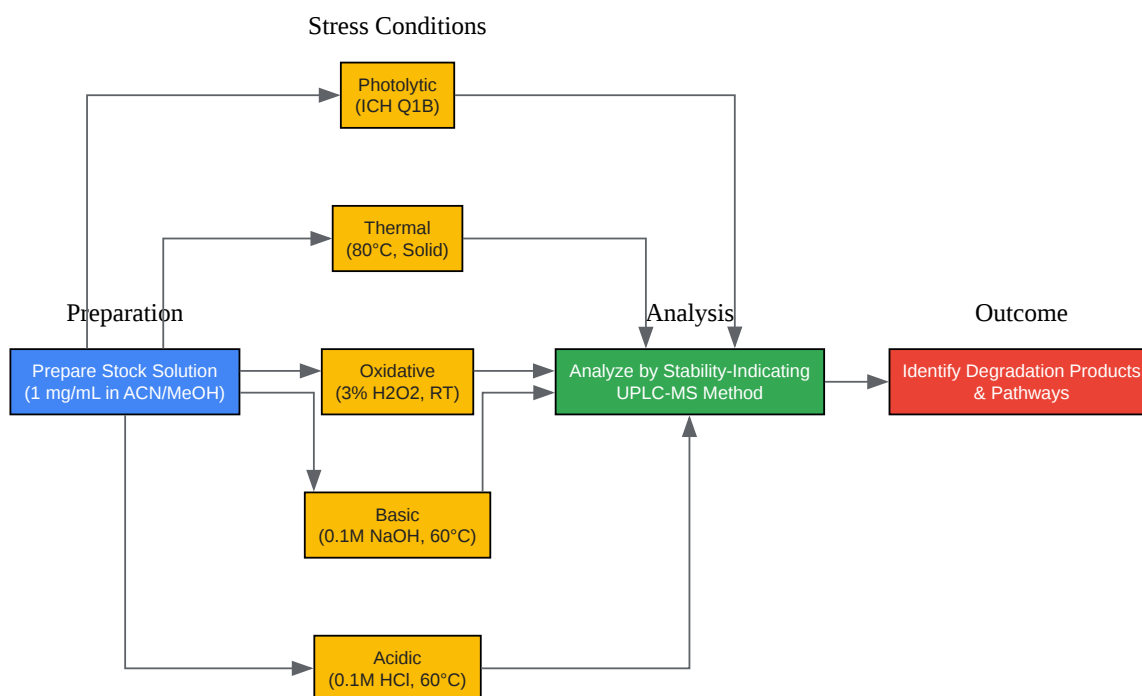 Stress Conditions
Photolytic
(ICH Q1B)
Thermal
(80°C, Solid)
Preparation
Analysis
Outcome
Prepare Stock Solution
(1 mg/mL in ACN/MeOH)
Oxidative
(3% H2O2, RT)
Analyze by Stability-Indicating
UPLC-MS Method
Identify Degradation Products
& Pathways
Basic
(0.1M NaOH, 60°C)
Acidic
(0.1M HCl, 60°C)